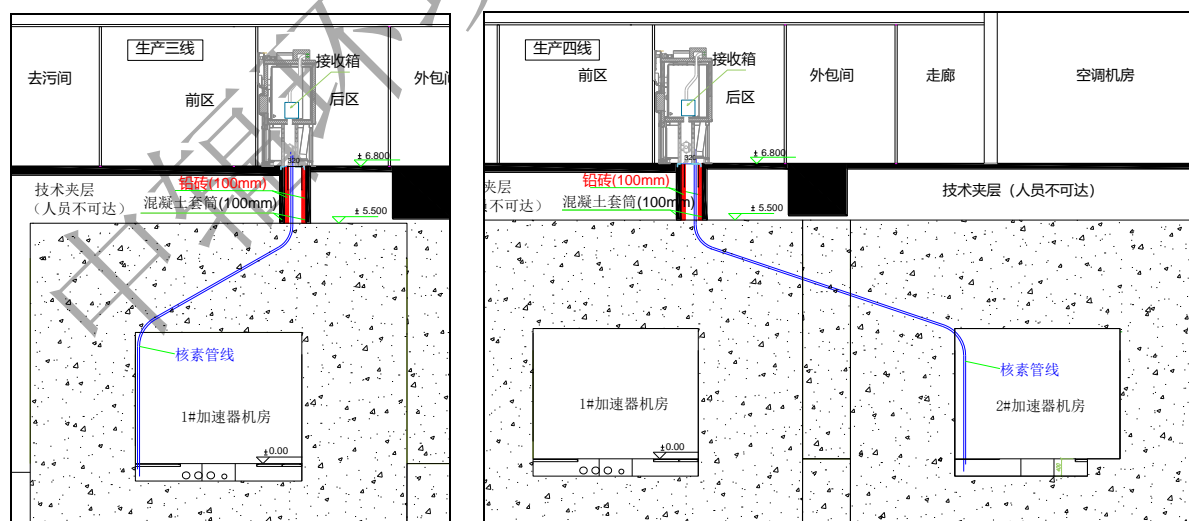 生产三线
接收箱
去污间
前区
后区
外包间
320
±6.800
技术夹层
(人员不可达)
铅砖(100mm)
混凝土套筒(100mm)
±5.500
核素管线
1#加速器机房
±0.00
生产四线
接收箱
前区
后区
外包间
走廊
空调机房
320
±6.800
夹层
员不可达)
铅砖(100mm)
混凝土套筒(100mm)
±5.500
技术夹层(人员不可达)
核素管线
1#加速器机房
2#加速器机房
±0.00
中辐环